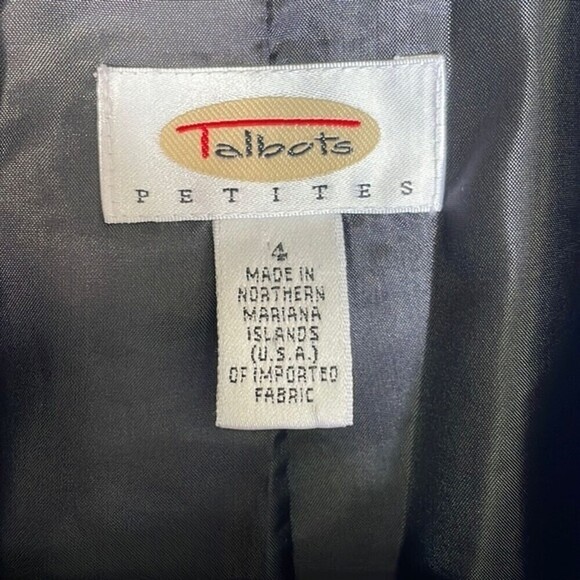 Talbots
PETITES
4
MADE IN
NORTHERN
MARIANA
ISLANDS
(U.S.A.)
OF IMPORTED
FABRIC